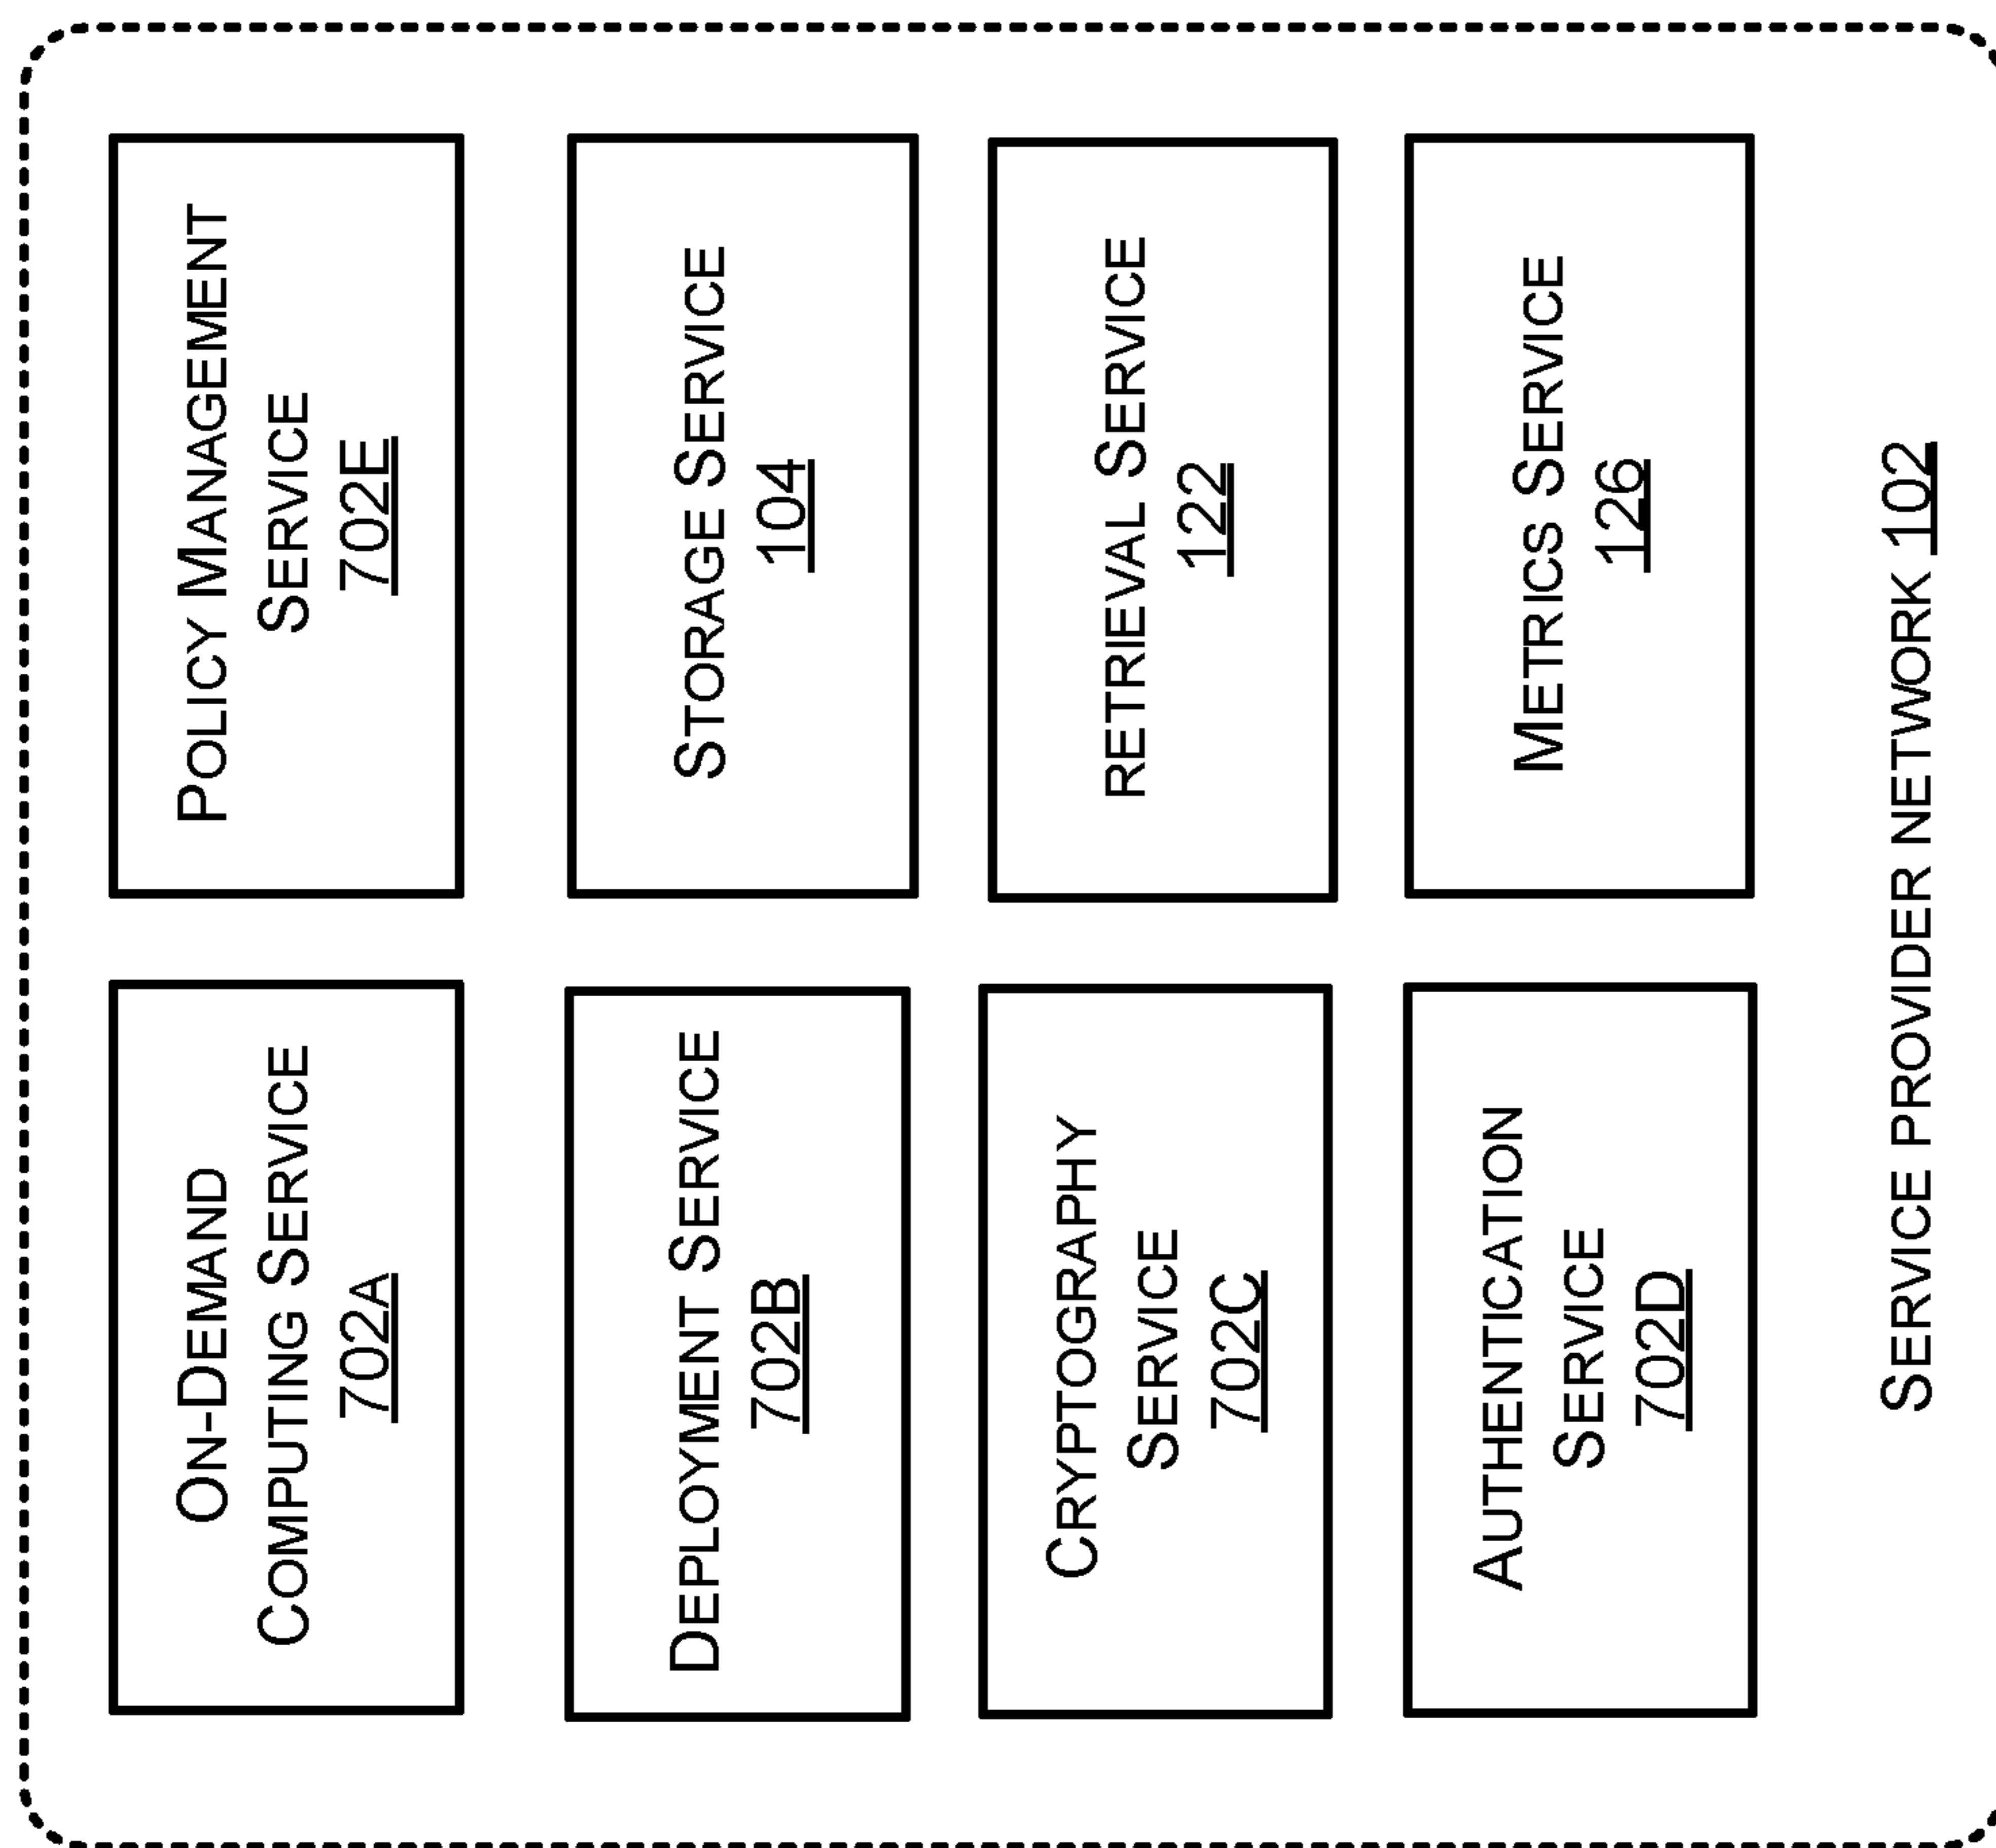 On-Demand
Computing Service
702A
Policy Management
Service
702E
Deployment Service
702B
Storage Service
104
Cryptography
Service
702C
retrieval Service
122
Authentication
Service
702D
Metrics Service
126
Service provider network 102